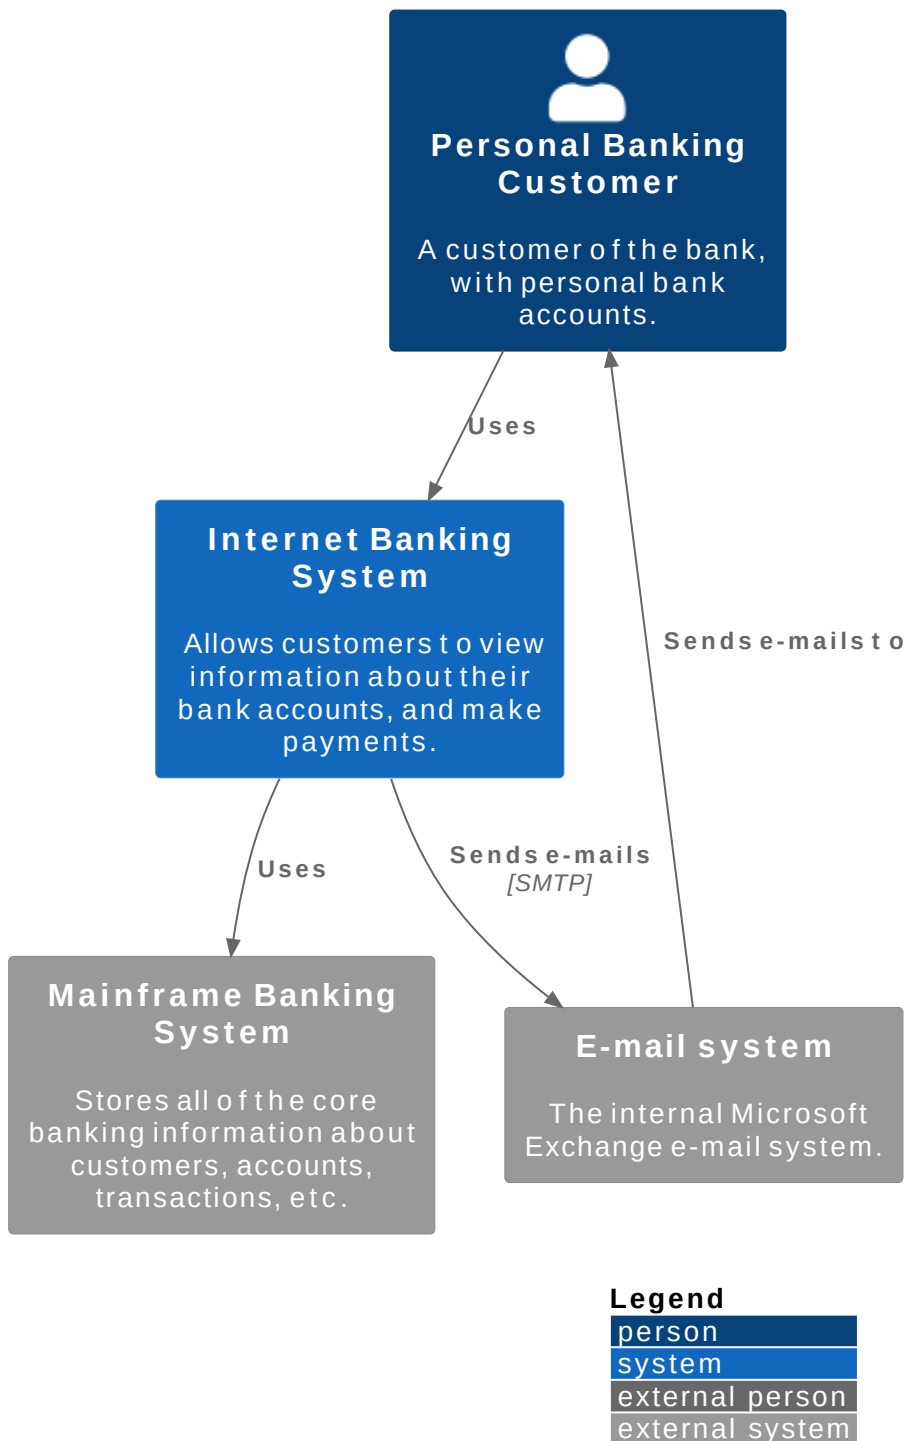 Personal Banking
Customer
A customer of the bank,
with personal bank
accounts.
Uses
Internet Banking
System
Allows customers to view
information about their
bank accounts, and make
payments.
Sends e-mails to
Uses
Sends e-mails
[SMTP]
Mainframe Banking
System
Stores all of the core
banking information about
customers, accounts,
transactions, etc.
E-mail system
The internal Microsoft
Exchange e-mail system.
Legend
person
system
external person
external system